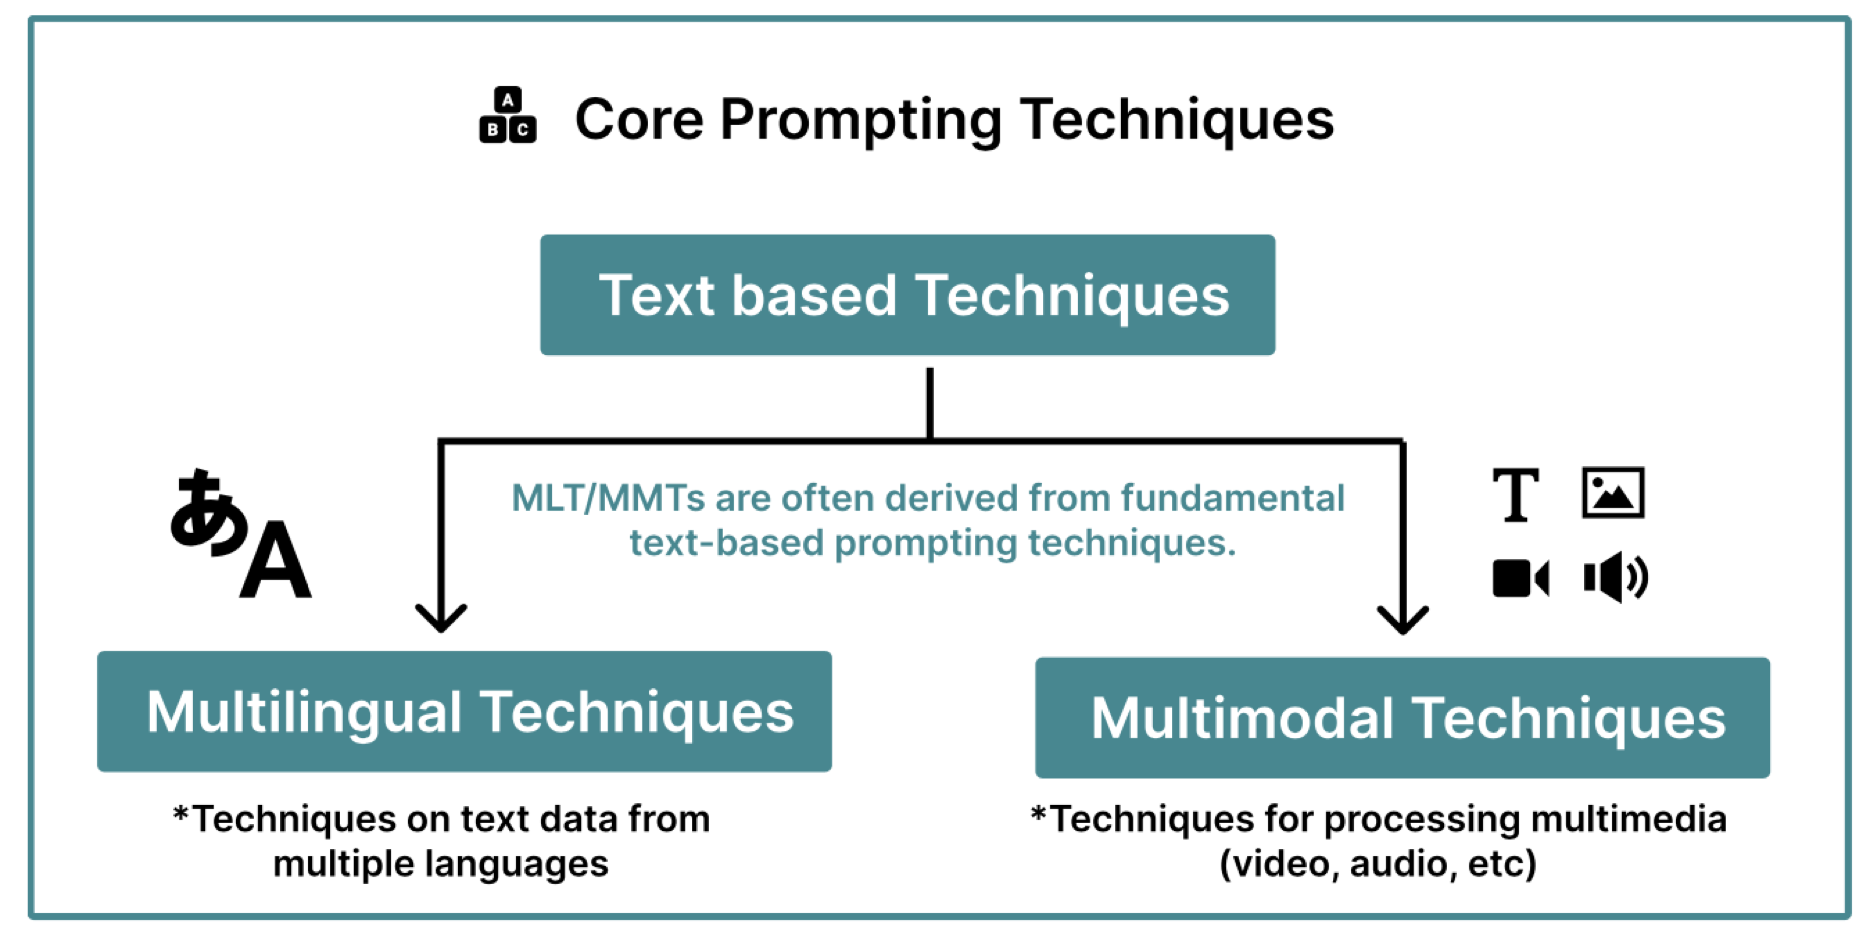 A
B C
Core Prompting Techniques
Text based Techniques
MLT/MMTs are often derived from fundamental
text-based prompting techniques.
あA
T
Multilingual Techniques
Multimodal Techniques
*Techniques on text data from
multiple languages
*Techniques for processing multimedia
(video, audio, etc)